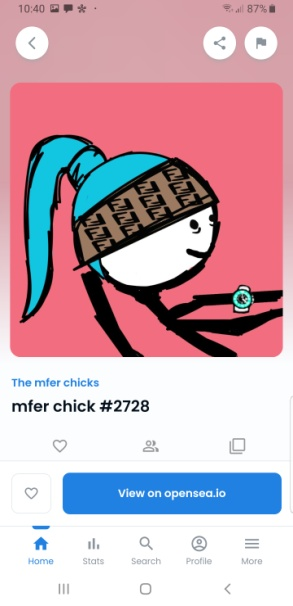 10:40
87%
The mfer chicks
mfer chick #2728
View on opensea.io
Home Stats Search Profile More